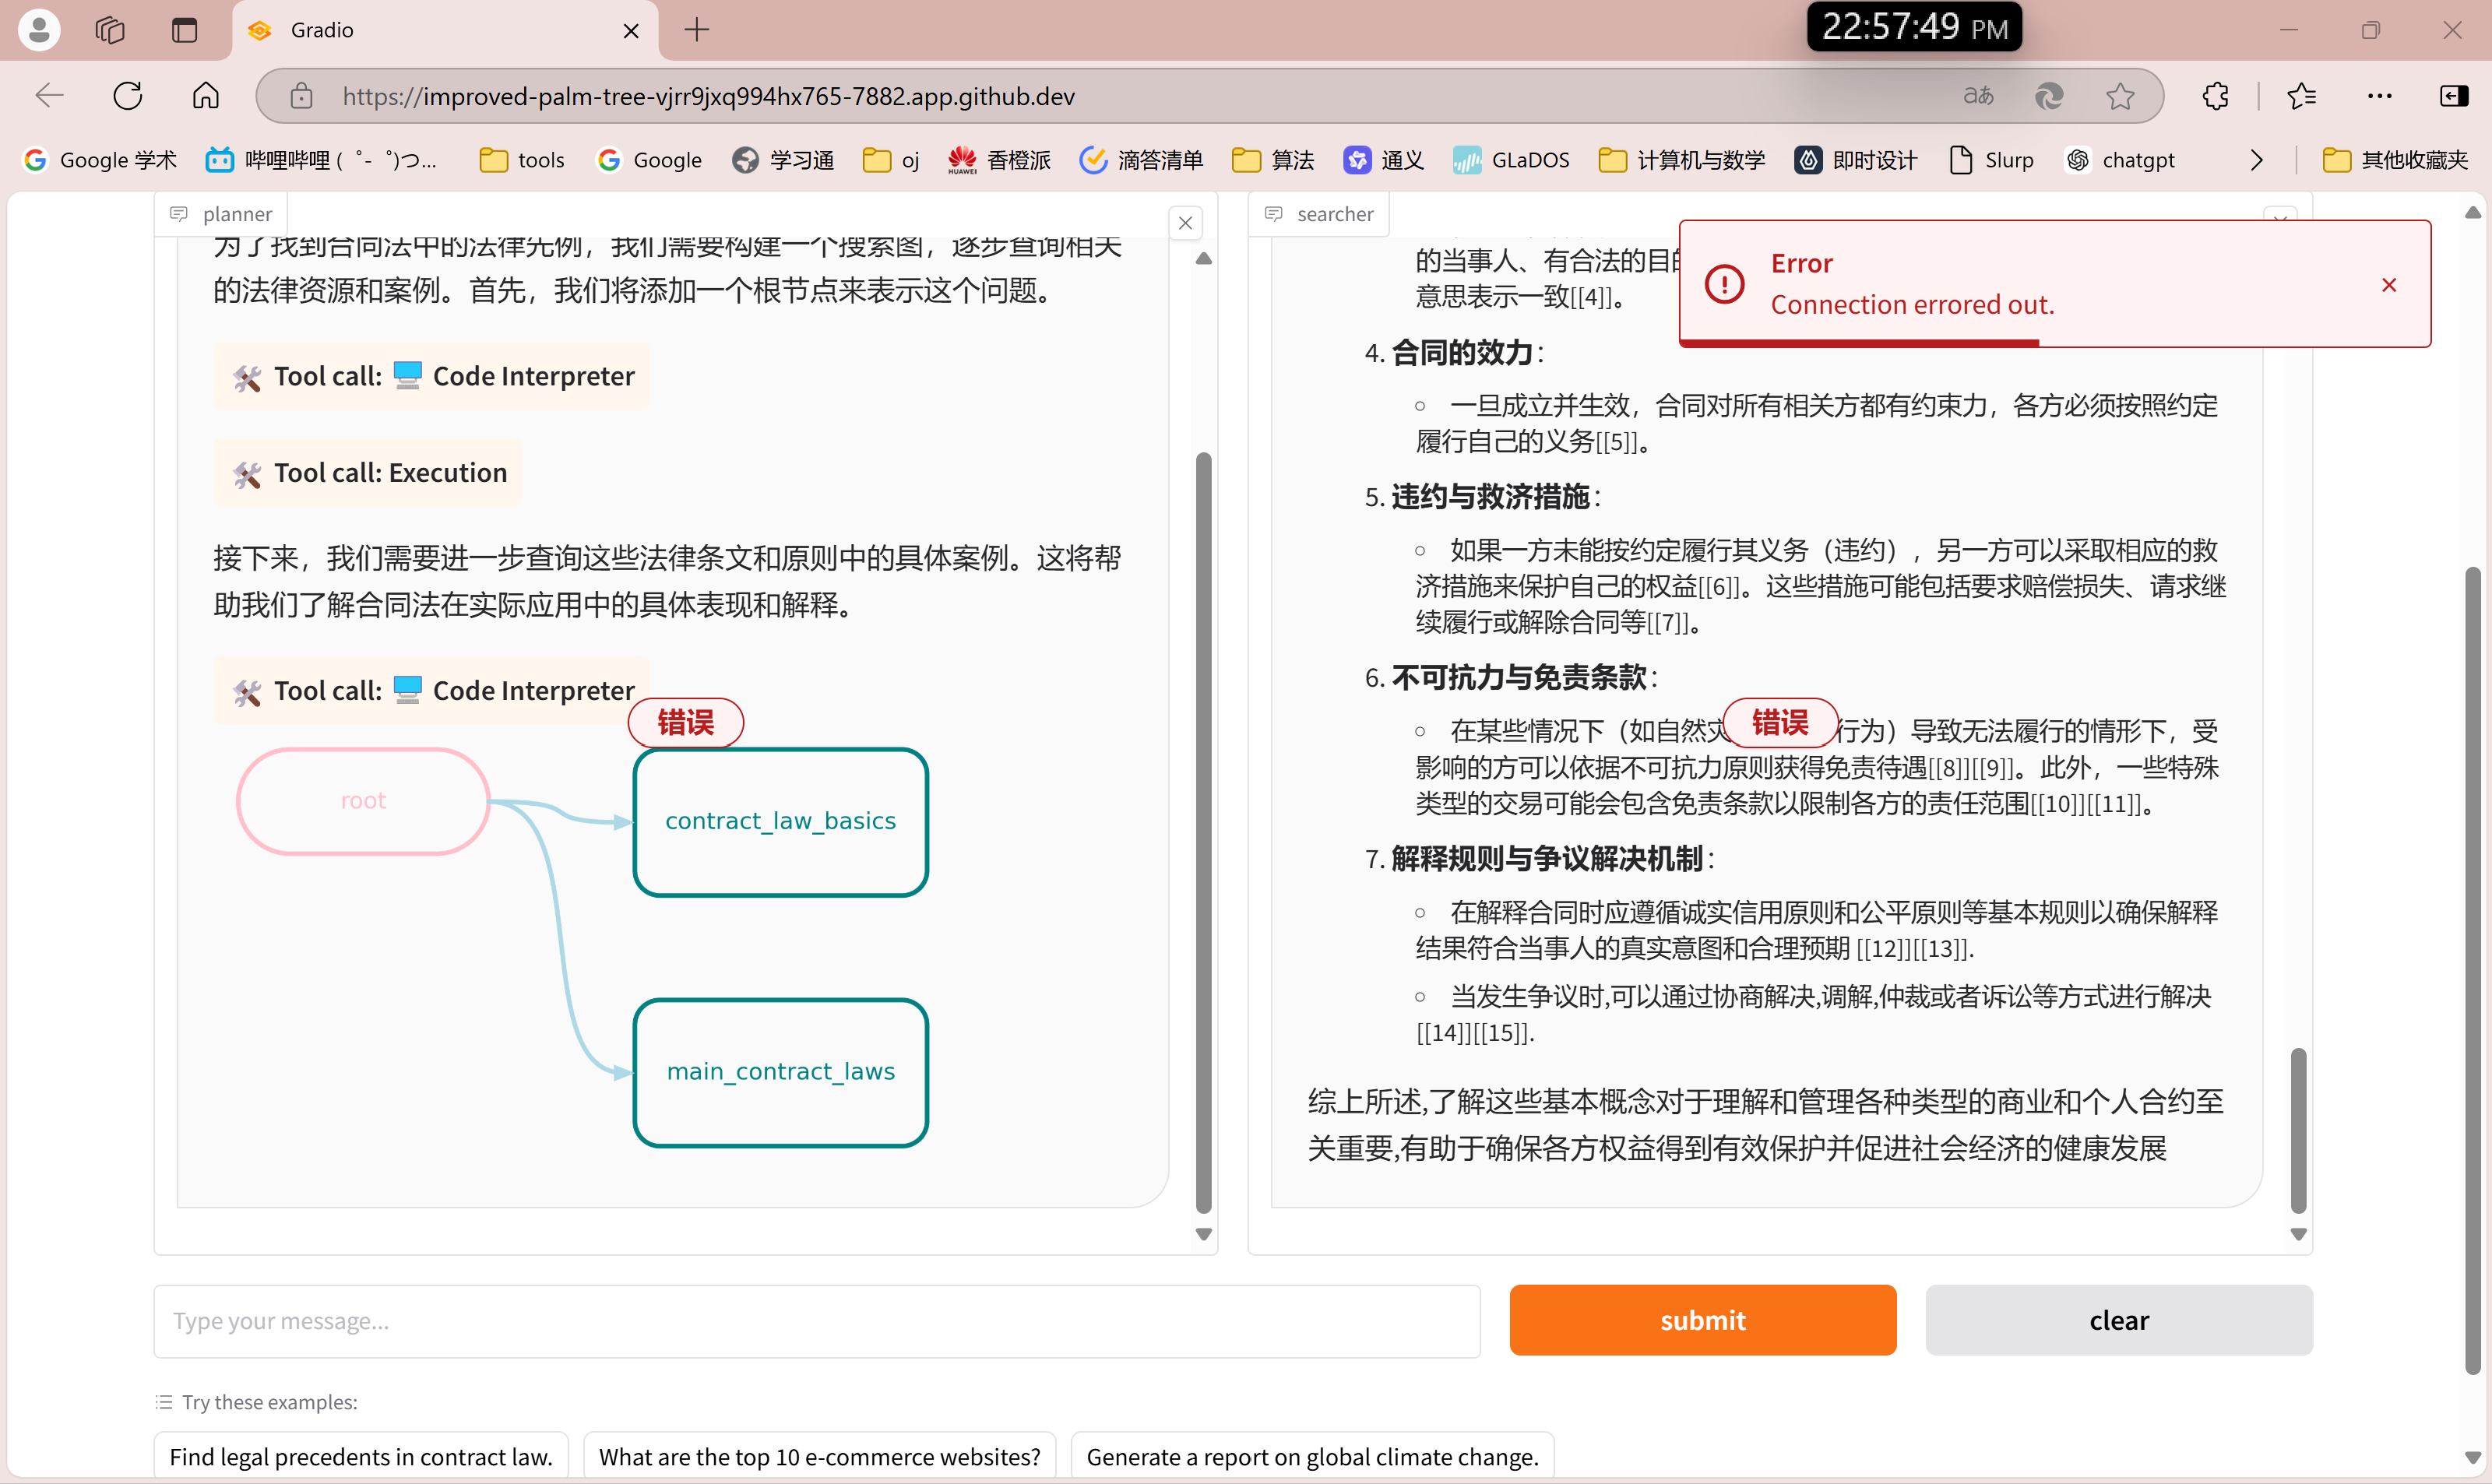 Gradio
22:57:49 PM
https://improved-palm-tree-vjrr9jxq994hx765-7882.app.github.dev
aあ
Google 学术
哔哩哔哩 ( ゜- ゜)つ...
tools
Google
学习通
oj
HUAWEI
香橙派
滴答清单
算法
通义
GLaDOS
计算机与数学
即时设计
Slurp
chatgpt
其他收藏夹
planner
为了找到合同法中的法律先例，我们需要构建一个搜索图，逐步查询相关
的法律资源和案例。首先，我们将添加一个根节点来表示这个问题。
Tool call: Code Interpreter
Tool call: Execution
接下来，我们需要进一步查询这些法律条文和原则中的具体案例。这将帮
助我们了解合同法在实际应用中的具体表现和解释。
Tool call: Code Interpreter
错误
root
contract_law_basics
main_contract_laws
searcher
Error
Connection errored out.
的当事人、有合法的目
意思表示一致[[4]]。
4. 合同的效力：
一旦成立并生效，合同对所有相关方都有约束力，各方必须按照约定
履行自己的义务[[5]]。
5. 违约与救济措施：
如果一方未能按约定履行其义务（违约），另一方可以采取相应的救
济措施来保护自己的权益[[6]]。这些措施可能包括要求赔偿损失、请求继
续履行或解除合同等[[7]]。
6. 不可抗力与免责条款：
错误
在某些情况下（如自然灾 行为）导致无法履行的情形下，受
影响的方可以依据不可抗力原则获得免责待遇[[8]][[9]]。此外，一些特殊
类型的交易可能会包含免责条款以限制各方的责任范围[[10]][[11]]。
7. 解释规则与争议解决机制：
在解释合同时应遵循诚实信用原则和公平原则等基本规则以确保解释
结果符合当事人的真实意图和合理预期 [[12]][[13]].
当发生争议时,可以通过协商解决,调解,仲裁或者诉讼等方式进行解决
[[14]][[15]].
综上所述,了解这些基本概念对于理解和管理各种类型的商业和个人合约至
关重要,有助于确保各方权益得到有效保护并促进社会经济的健康发展
Type your message...
submit
clear
Try these examples:
Find legal precedents in contract law.
What are the top 10 e-commerce websites?
Generate a report on global climate change.